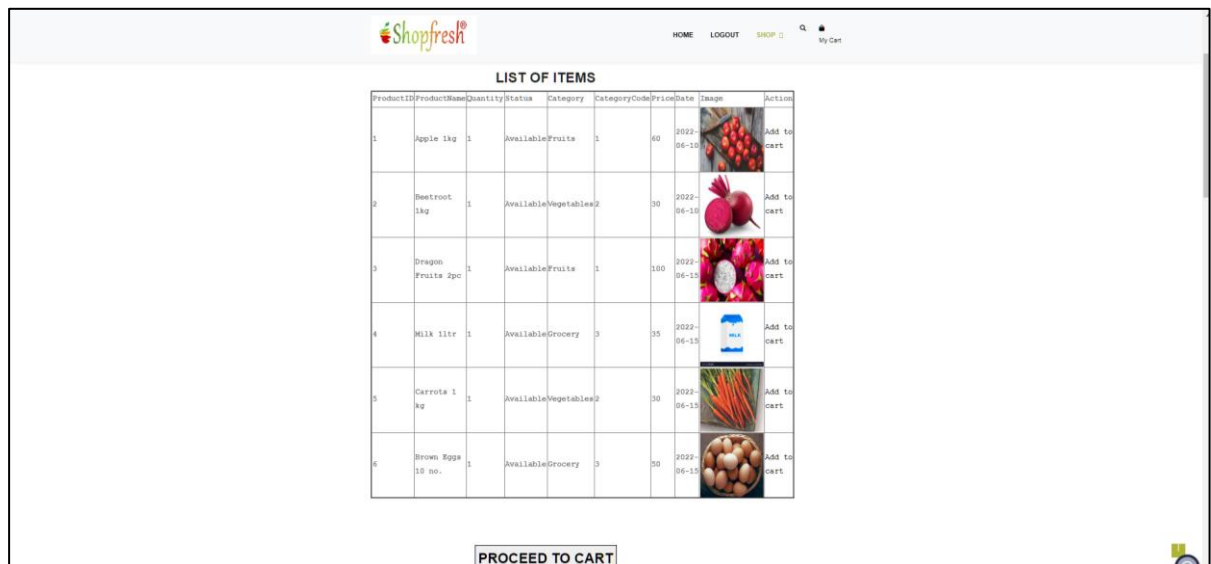 Shopfresh®
HOME LOGOUT SHOP
My Cart
LIST OF ITEMS
ProductID ProductName Quantity Status Category CategoryCode Price Date Image Action
1 Apple 1kg 1 Available Fruits 1 60 2022-06-10 Add to cart
2 Beetroot 1kg 1 Available Vegetables 2 30 2022-06-10 Add to cart
3 Dragon Fruits 2pc 1 Available Fruits 1 100 2022-06-15 Add to cart
4 Milk 1ltr 1 Available Grocery 3 35 2022-06-15 MILK Add to cart
5 Carrots 1 kg 1 Available Vegetables 2 30 2022-06-15 Add to cart
6 Brown Eggs 10 no. 1 Available Grocery 3 50 2022-06-15 Add to cart
PROCEED TO CART